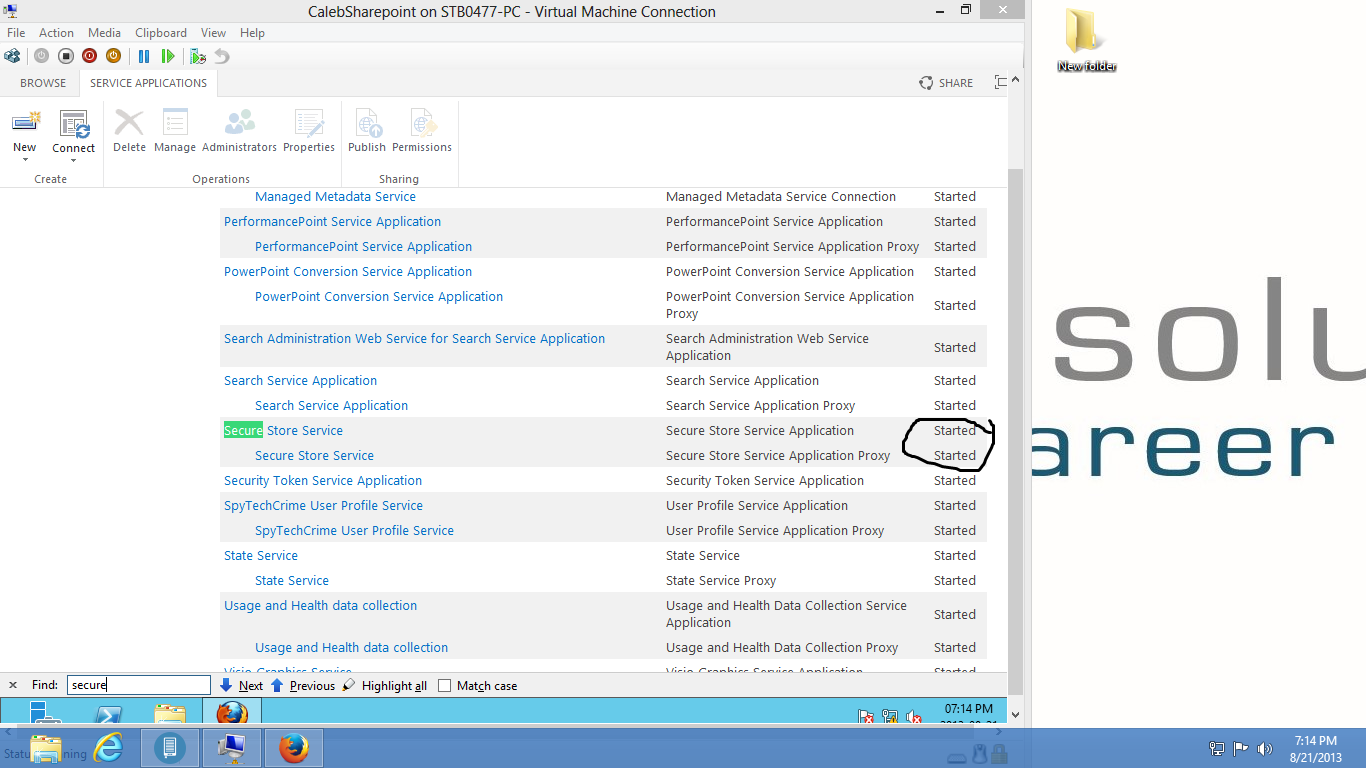 CalebSharepoint on STB0477-PC - Virtual Machine Connection
File Action Media Clipboard View Help
BROWSE SERVICE APPLICATIONS SHARE
New Connect Delete Manage Administrators Properties Publish Permissions
Create Operations Sharing
Managed Metadata Service Managed Metadata Service Connection Started
PerformancePoint Service Application PerformancePoint Service Application Started
PerformancePoint Service Application PerformancePoint Service Application Proxy Started
PowerPoint Conversion Service Application PowerPoint Conversion Service Application Started
PowerPoint Conversion Service Application PowerPoint Conversion Service Application
Proxy Started
Search Administration Web Service for Search Service Application Search Administration Web Service
Application Started
Search Service Application Search Service Application Started
Search Service Application Search Service Application Proxy Started
Secure Store Service Secure Store Service Application Started
Secure Store Service Secure Store Service Application Proxy Started
Security Token Service Application Security Token Service Application Started
SpyTechCrime User Profile Service User Profile Service Application Started
SpyTechCrime User Profile Service User Profile Service Application Proxy Started
State Service State Service Started
State Service State Service Proxy Started
Usage and Health data collection Usage and Health Data Collection Service
Application Started
Usage and Health data collection Usage and Health Data Collection Proxy Started
Visio Graphics Service Visio Graphics Service Application Started
Find: secure Next Previous Highlight all Match case
07:14 PM
New folder
solu
areer
7:14 PM
8/21/2013